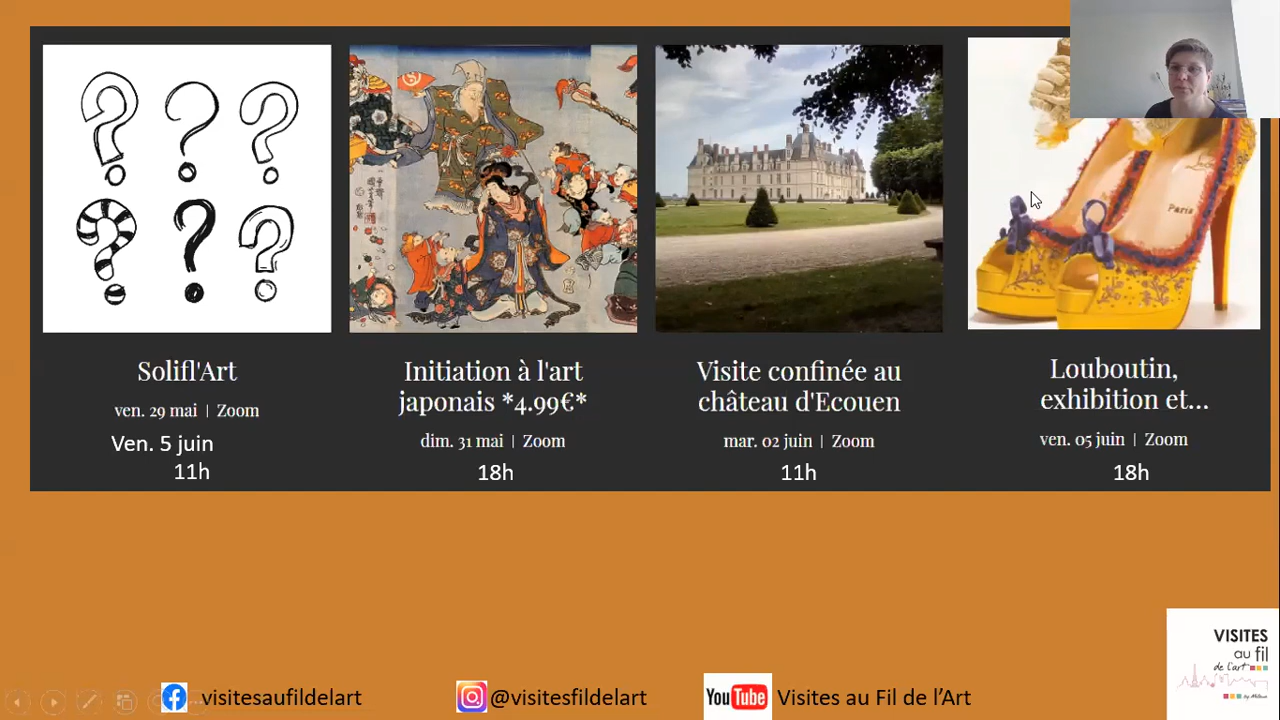 Solifl'Art
ven. 29 mai | Zoom
Ven. 5 juin
11h
Initiation à l'art
japonais *4.99€*
dim. 31 mai | Zoom
18h
Visite confinée au
château d'Ecouen
mar. 02 juin | Zoom
11h
Paris
Louboutin,
exhibition et...
ven. 05 juin | Zoom
18h
VISITES
au fil
de l'art
visitesaufildelart
@visitesfildelart
YouTube Visites au Fil de l'Art